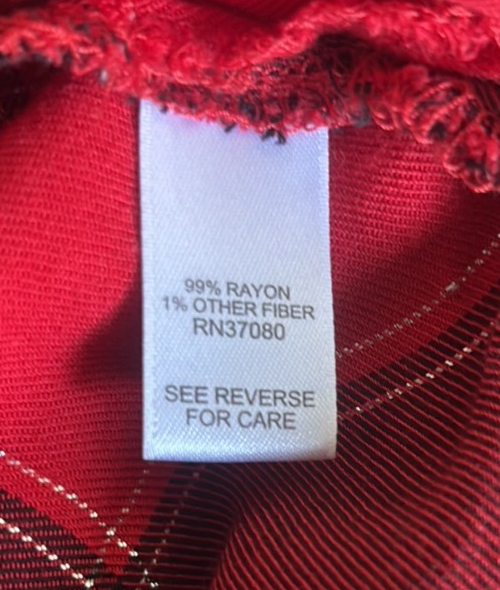 99% RAYON
1% OTHER FIBER
RN37080
SEE REVERSE
FOR CARE